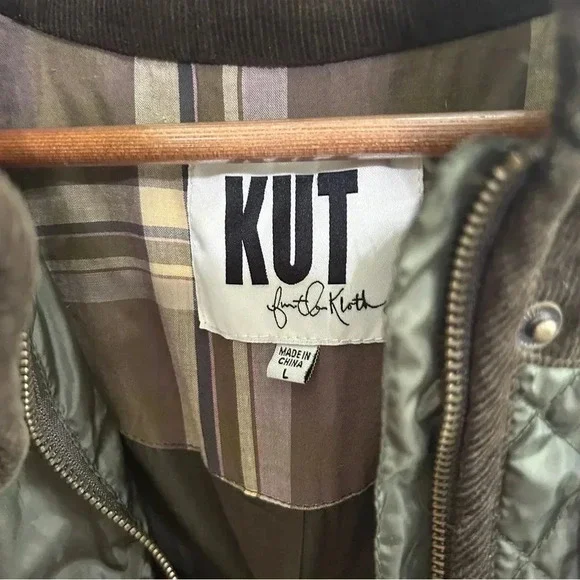 KUT
from the Kloth
MADE IN
CHINA
L